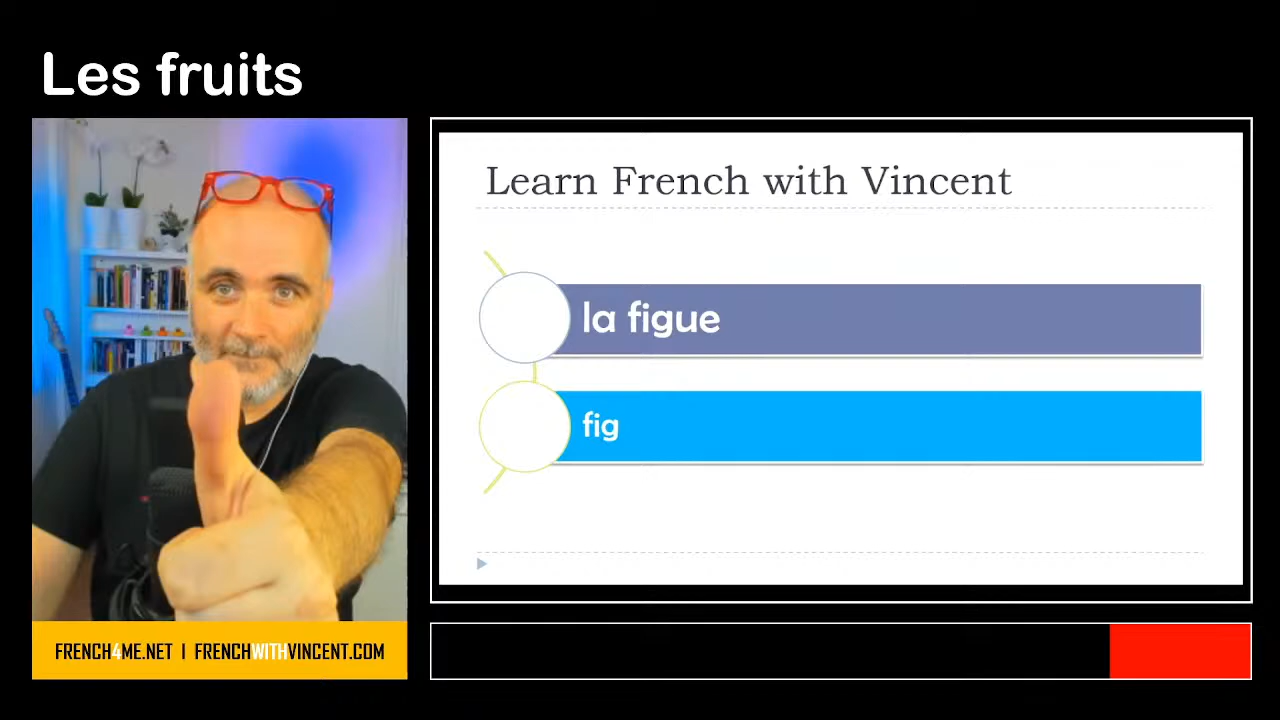 Les fruits
Learn French with Vincent
la figue
fig
FRENCH4ME.NET | FRENCHWITHVINCENT.COM